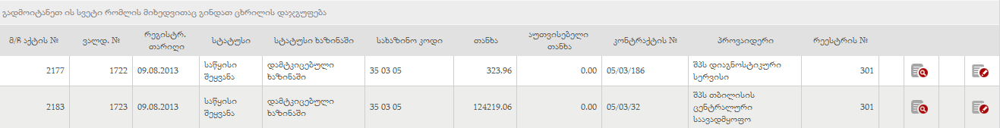 გადმოიტანეთ ის სვეტი რომლის მიხედვითაც გინდათ ცხრილის დაჯგუფება
მ/ჩ აქტის № ვალდ. № რეგისტრ. თარიღი სტატუსი სტატუსი ხაზინაში სახაზინო კოდი თანხა აუთვისებელი თანხა კონტრაქტის № პროვაიდერი რეესტრის №
2177 1722 09.08.2013 საწყისი შეყვანა დამტკიცებული ხაზინაში 35 03 05 323.96 0.00 05/03/186 შპს დიაგნოსტიკური სერვისი 301
2183 1723 09.08.2013 საწყისი შეყვანა დამტკიცებული ხაზინაში 35 03 05 124219.06 0.00 05/03/32 შპს თბილისის ცენტრალური საავადმყოფო 301